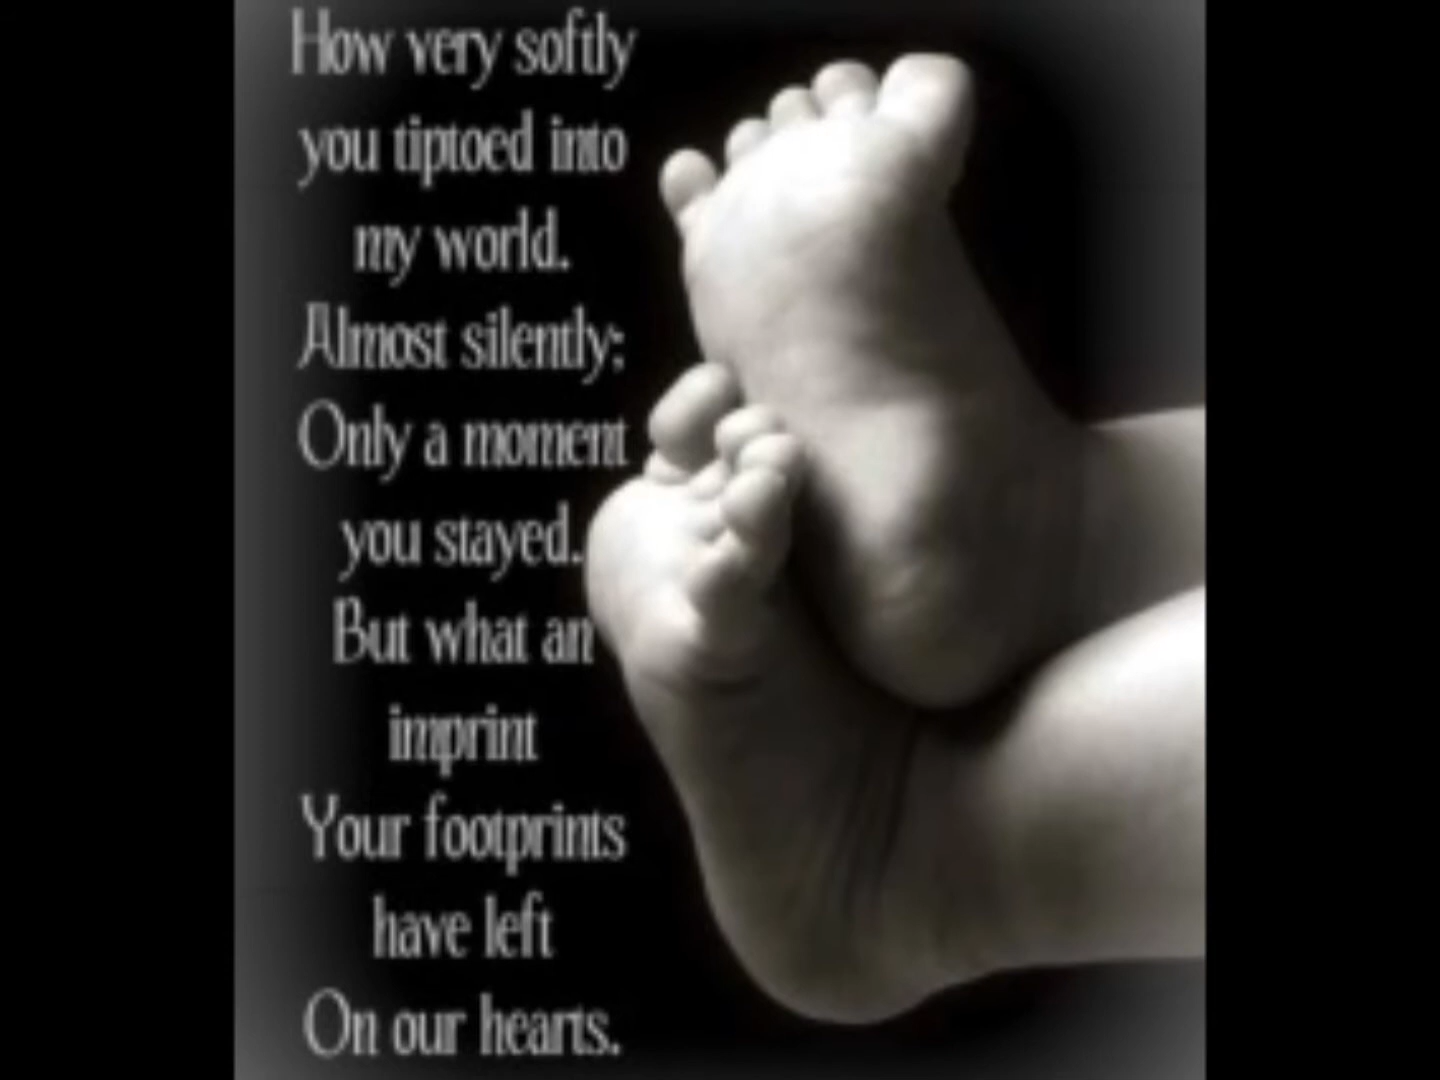 How very softly
you tiptoed into
my world.
Almost silently;
Only a moment
you stayed.
But what an
imprint
Your footprints
have left
On our hearts.